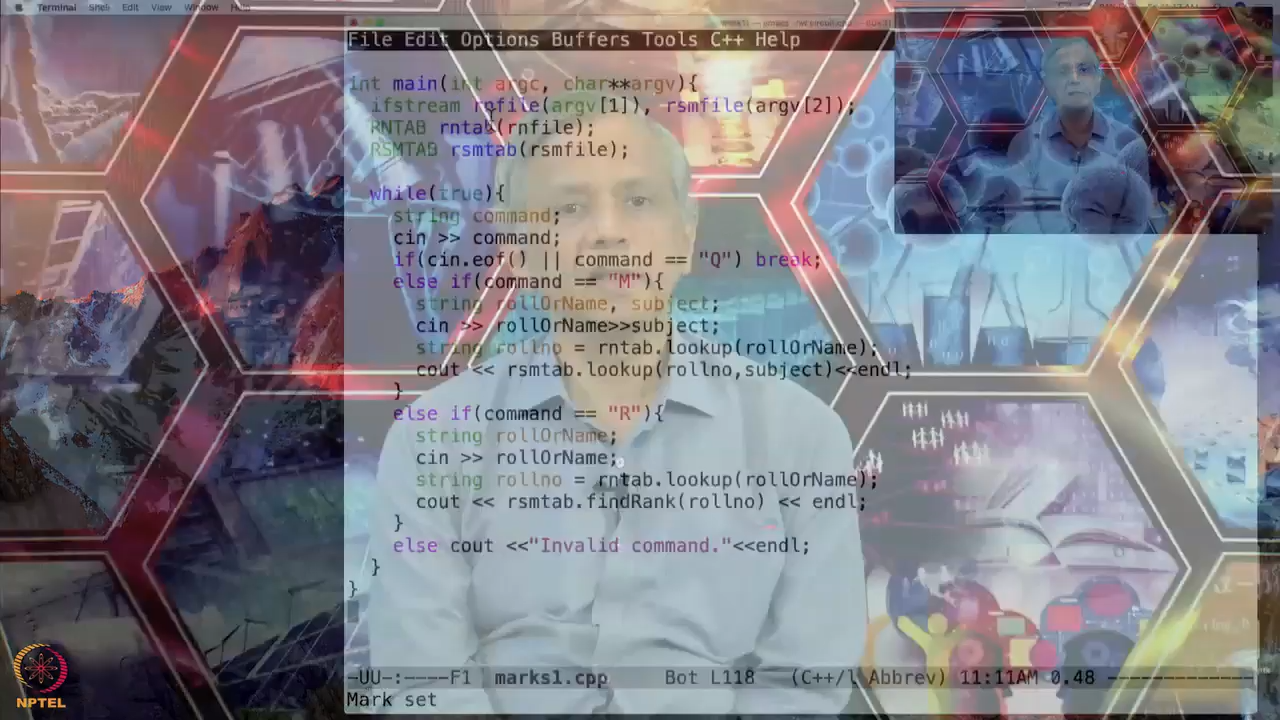 Terminal Shell Edit View Window Help
File Edit Options Buffers Tools C++ Help
int main(int argc, char**argv){
ifstream rnfile(argv[1]), rsmfile(argv[2]);
RNTAB rntab(rnfile);
RSMTAB rsmtab(rsmfile);
while(true){
string command;
cin >> command;
if(cin.eof() || command == "Q") break;
else if(command == "M"){
string rollOrName, subject;
cin >> rollOrName>>subject;
string rollno = rntab.lookup(rollOrName);
cout << rsmtab.lookup(rollno,subject)<<endl;
}
else if(command == "R"){
string rollOrName;
cin >> rollOrName;
string rollno = rntab.lookup(rollOrName);
cout << rsmtab.findRank(rollno) << endl;
}
else cout <<"Invalid command."<<endl;
}
}
-UU-:----F1 marks1.cpp Bot L118 (C++/l Abbrev) 11:11AM 0.48 -------------
Mark set
NPTEL